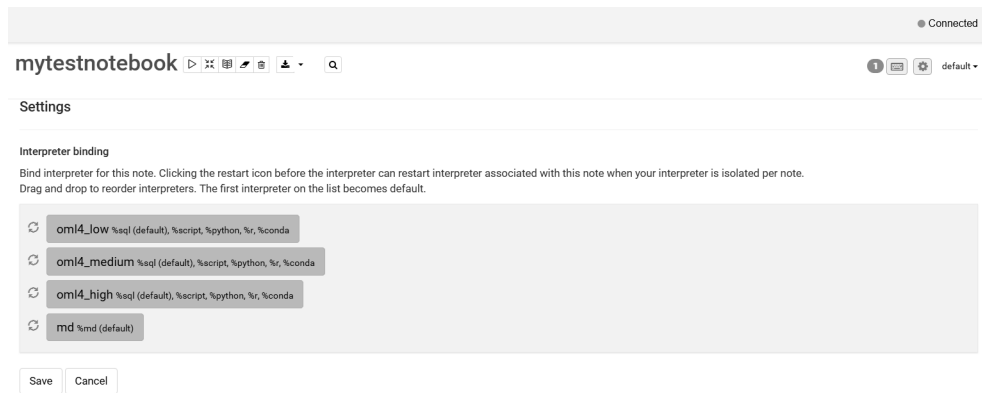 Connected
mytestnotebook
1 default
Settings
Interpreter binding
Bind interpreter for this note. Clicking the restart icon before the interpreter can restart interpreter associated with this note when your interpreter is isolated per note.
Drag and drop to reorder interpreters. The first interpreter on the list becomes default.
oml4_low %sql (default), %script, %python, %r, %conda
oml4_medium %sql (default), %script, %python, %r, %conda
oml4_high %sql (default), %script, %python, %r, %conda
md %md (default)
Save Cancel